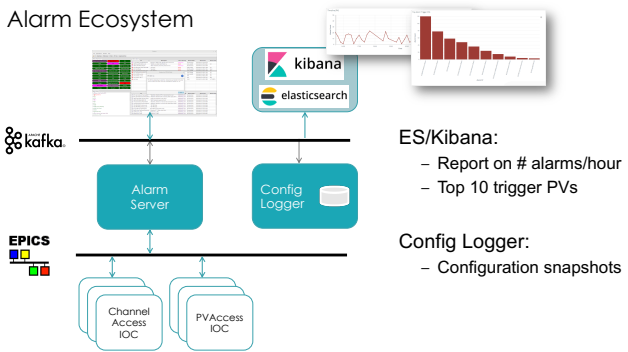 Alarm Ecosystem
kibana
elasticsearch
APACHE
kafka
Alarm
Server
Config
Logger
EPICS
Channel
Access
IOC
PVAccess
IOC
ES/Kibana:
– Report on # alarms/hour
– Top 10 trigger PVs
Config Logger:
– Configuration snapshots